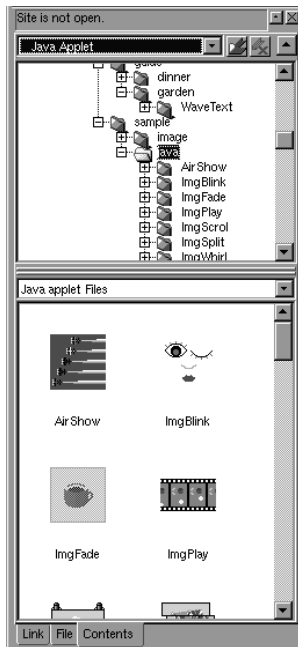 Site is not open.
Java Applet
guide
dinner
garden
WaveText
sample
image
java
AirShow
ImgBlink
ImgFade
ImgPlay
ImgScrol
ImgSplit
ImgWhirl
Java applet Files
AirShow
ImgBlink
ImgFade
ImgPlay
Link
File
Contents